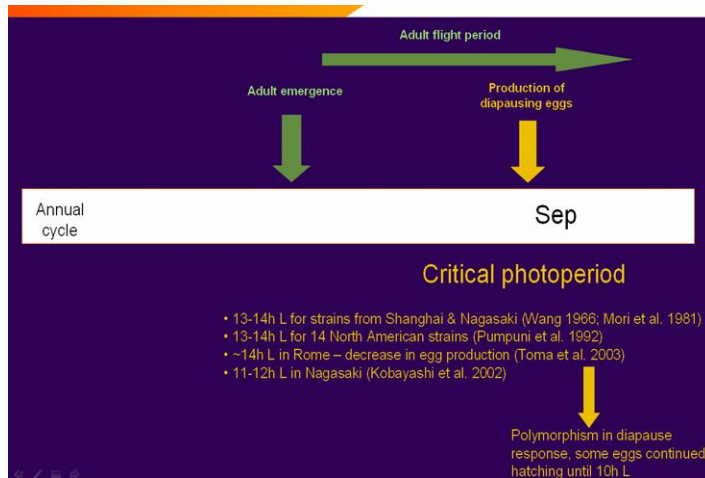 Adult flight period
Adult emergence
Production of
diapausing eggs
Annual
cycle
Sep
Critical photoperiod
• 13-14h L for strains from Shanghai & Nagasaki (Wang 1966; Mori et al. 1981)
• 13-14h L for 14 North American strains (Pumpuni et al. 1992)
• ~14h L in Rome – decrease in egg production (Toma et al. 2003)
• 11-12h L in Nagasaki (Kobayashi et al. 2002)
Polymorphism in diapause
response, some eggs continued
hatching until 10h L